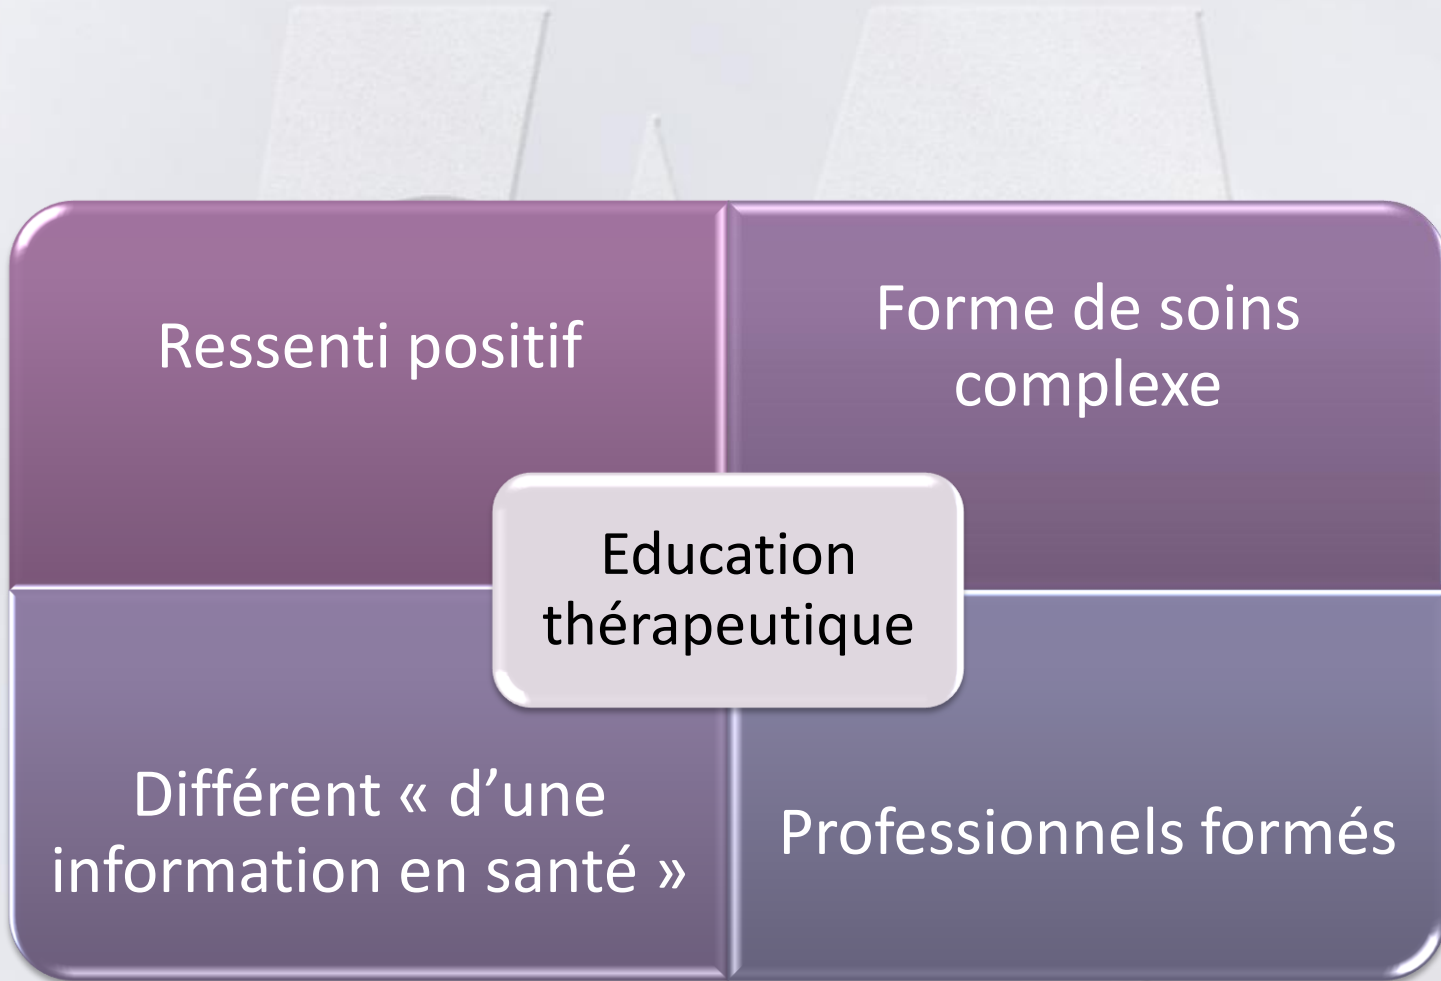 Ressenti positif
Forme de soins
complexe
Education
thérapeutique
Différent « d’une
information en santé »
Professionnels formés